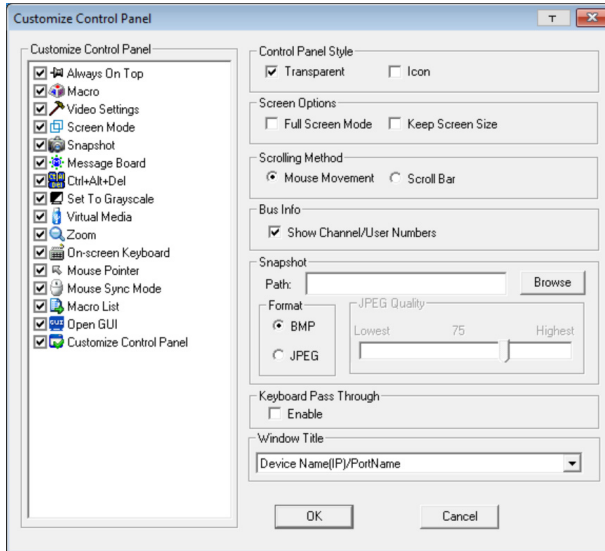 Customize Control Panel
Customize Control Panel
Always On Top
Macro
Video Settings
Screen Mode
Snapshot
Message Board
Ctrl+Alt+Del
Set To Grayscale
Virtual Media
Zoom
On-screen Keyboard
Mouse Pointer
Mouse Sync Mode
Macro List
Open GUI
Customize Control Panel
Control Panel Style
Transparent Icon
Screen Options
Full Screen Mode Keep Screen Size
Scrolling Method
Mouse Movement Scroll Bar
Bus Info
Show Channel/User Numbers
Snapshot
Path: Browse
Format
BMP
JPEG
JPEG Quality
Lowest 75 Highest
Keyboard Pass Through
Enable
Window Title
Device Name(IP)/PortName
OK Cancel